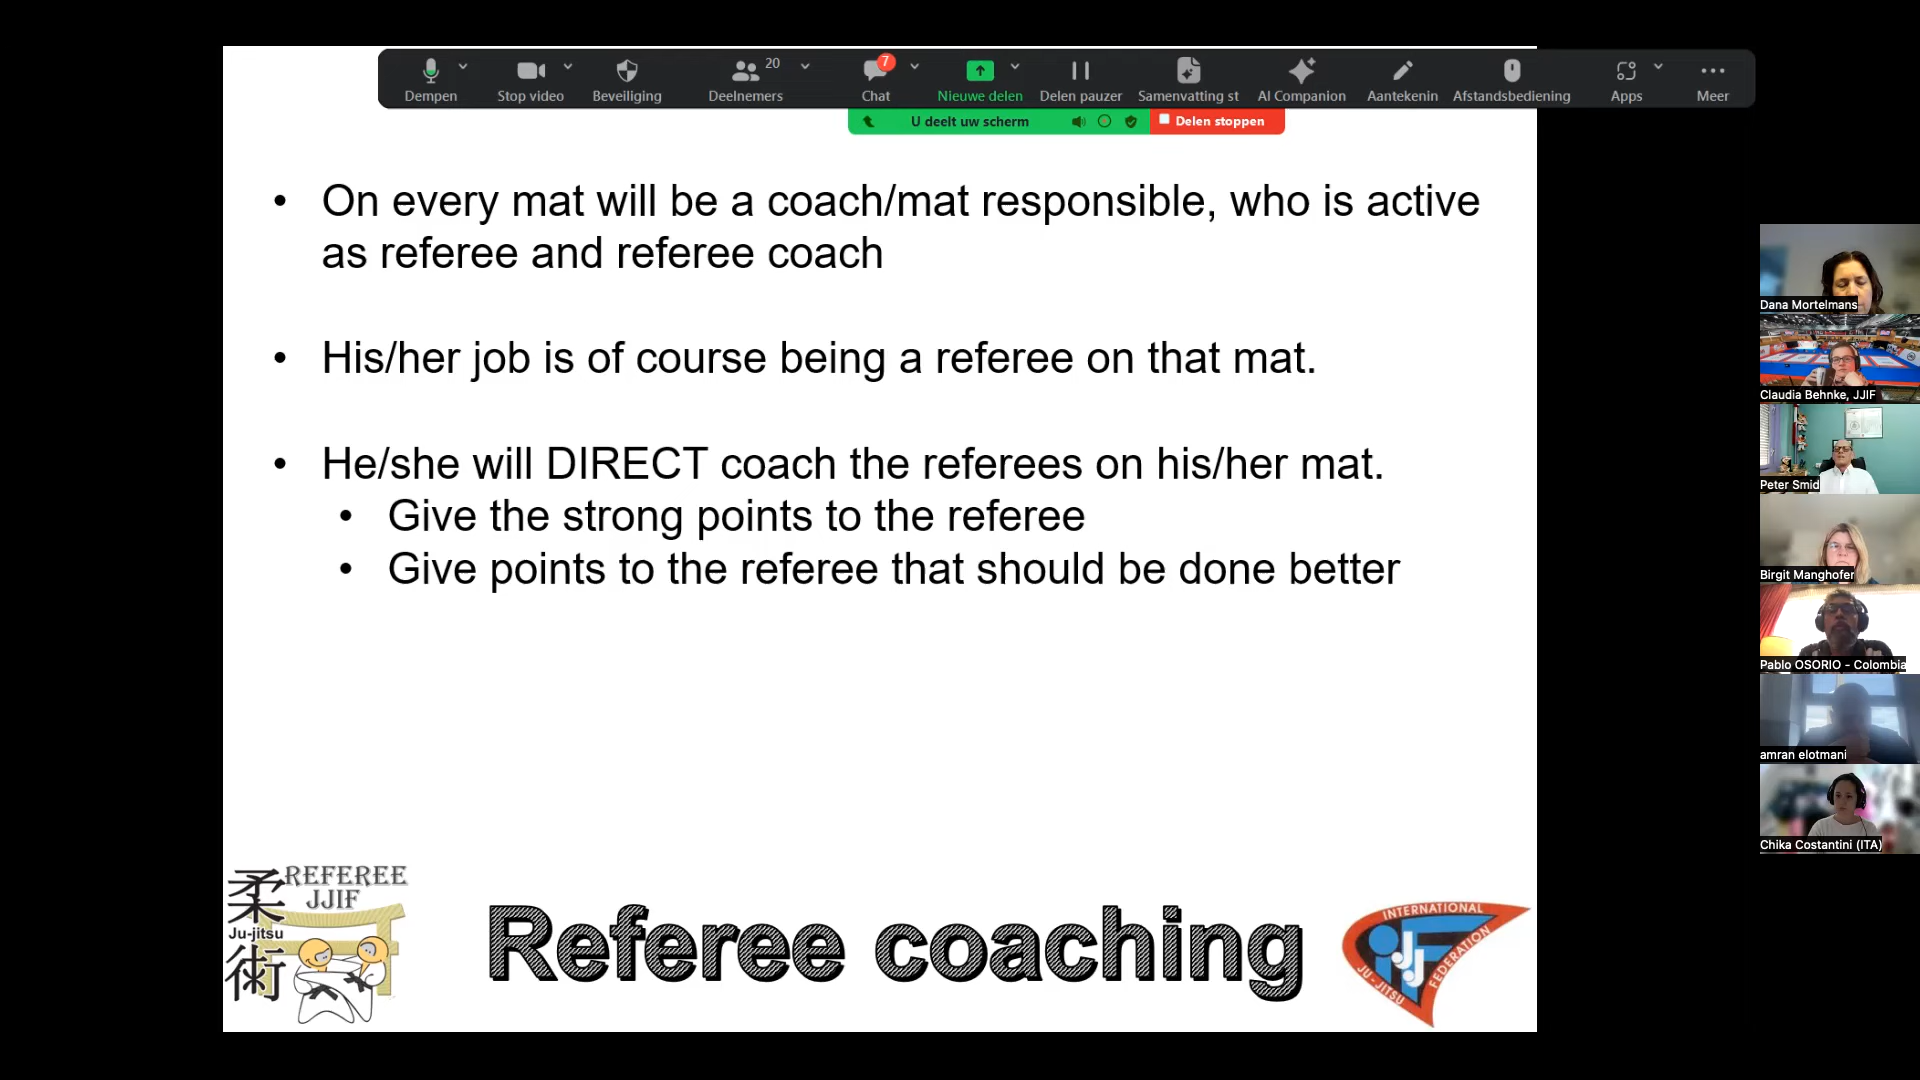 Dempen
Stop video
Beveiliging
20
Deelnemers
7
Chat
Nieuwe delen
Delen pauzer
Samenvatting st
AI Companion
Aantekenin
Afstandsbediening
Apps
Meer
U deelt uw scherm
Delen stoppen
• On every mat will be a coach/mat responsible, who is active
as referee and referee coach
• His/her job is of course being a referee on that mat.
• He/she will DIRECT coach the referees on his/her mat.
• Give the strong points to the referee
• Give points to the referee that should be done better
柔術
REFEREE
JJIF
Ju-jitsu
Referee coaching
INTERNATIONAL
JJIF
JU-JITSU
FEDERATION
Dana Mortelmans
Claudia Behnke, JJIF
Peter Smid
Birgit Manghofer
Pablo OSORIO - Colombia
amran elotmani
Chika Costantini (ITA)